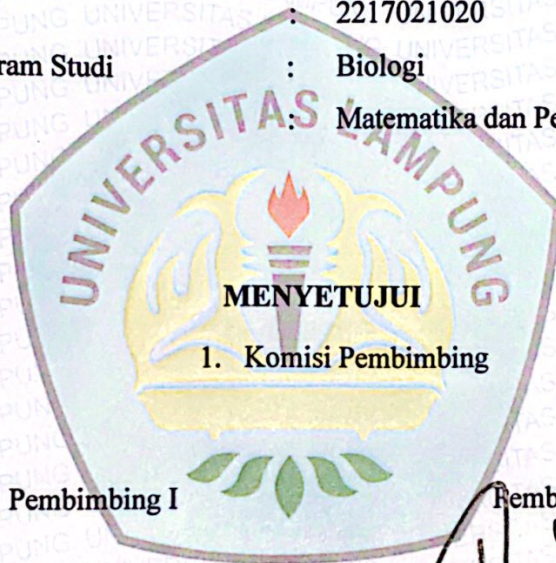 : 2217021020
ram Studi : Biologi
: Matematika dan Pe
UNIVERSITAS LAMPUNG
MENYETUJUI
1. Komisi Pembimbing
Pembimbing I Pemb